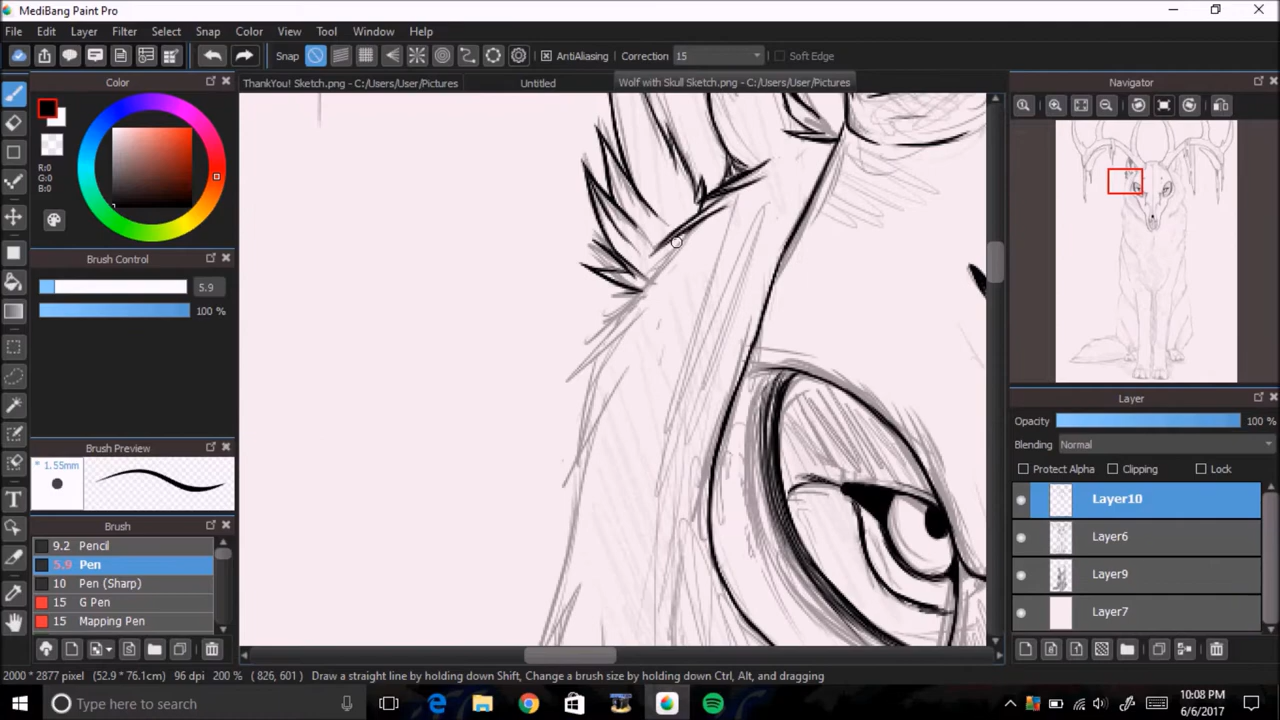 MediBang Paint Pro
File Edit Layer Filter Select Snap Color View Tool Window Help
Snap AntiAliasing Correction 15 Soft Edge
Color
ThankYou! Sketch.png - C:/Users/User/Pictures Untitled Wolf with Skull Sketch.png - C:/Users/User/Pictures
Navigator
R:0
G:0
B:0
Brush Control
5.9
100 %
Brush Preview
* 1.55mm
Brush
9.2 Pencil
5.9 Pen
10 Pen (Sharp)
15 G Pen
15 Mapping Pen
Layer
Opacity 100 %
Blending Normal
Protect Alpha Clipping Lock
Layer10
Layer6
Layer9
Layer7
2000 * 2877 pixel (52.9 * 76.1cm) 96 dpi 200 % ( 826, 601 ) Draw a straight line by holding down Shift, Change a brush size by holding down Ctrl, Alt, and dragging
Type here to search
10:08 PM
6/6/2017